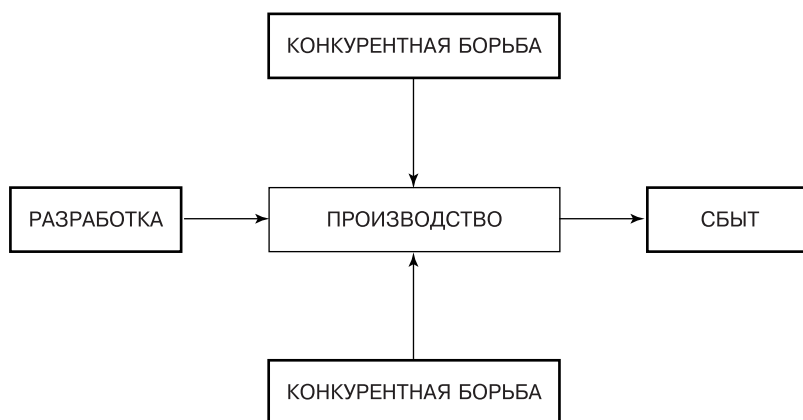 КОНКУРЕНТНАЯ БОРЬБА
РАЗРАБОТКА
ПРОИЗВОДСТВО
СБЫТ
КОНКУРЕНТНАЯ БОРЬБА